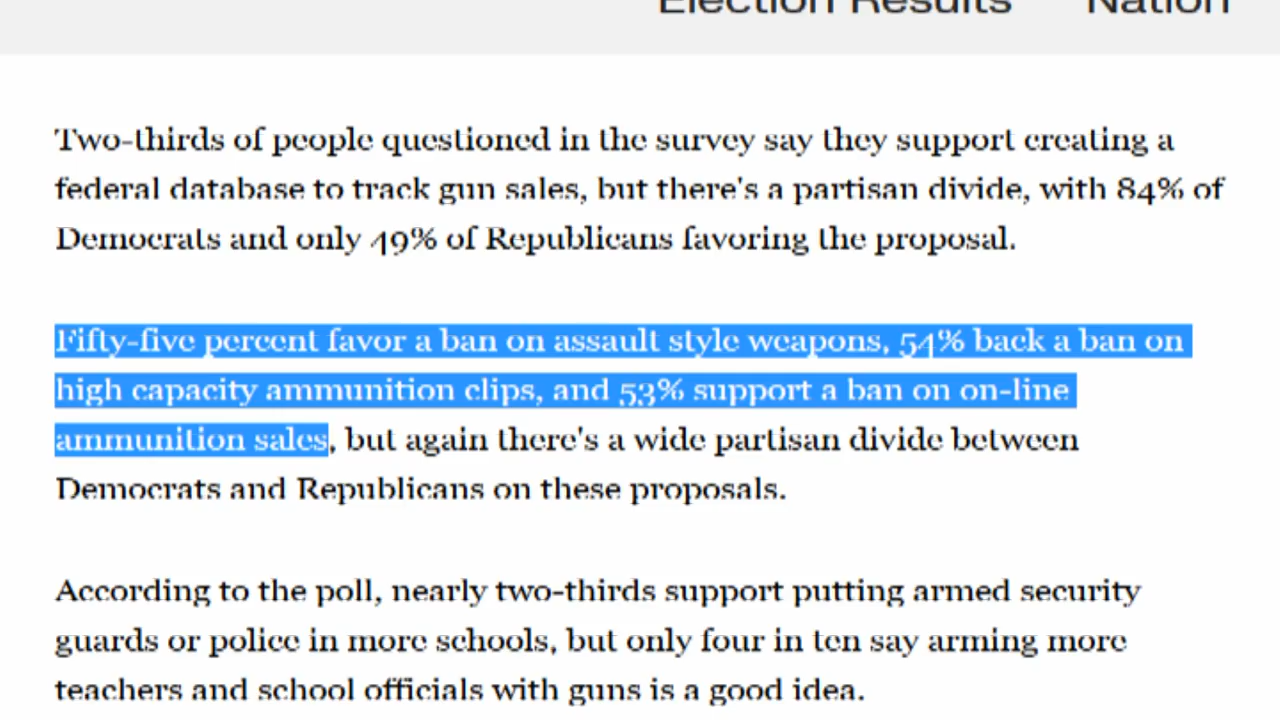 Election Results Nation
Two-thirds of people questioned in the survey say they support creating a
federal database to track gun sales, but there's a partisan divide, with 84% of
Democrats and only 49% of Republicans favoring the proposal.
Fifty-five percent favor a ban on assault style weapons, 54% back a ban on
high capacity ammunition clips, and 53% support a ban on on-line
ammunition sales, but again there's a wide partisan divide between
Democrats and Republicans on these proposals.
According to the poll, nearly two-thirds support putting armed security
guards or police in more schools, but only four in ten say arming more
teachers and school officials with guns is a good idea.